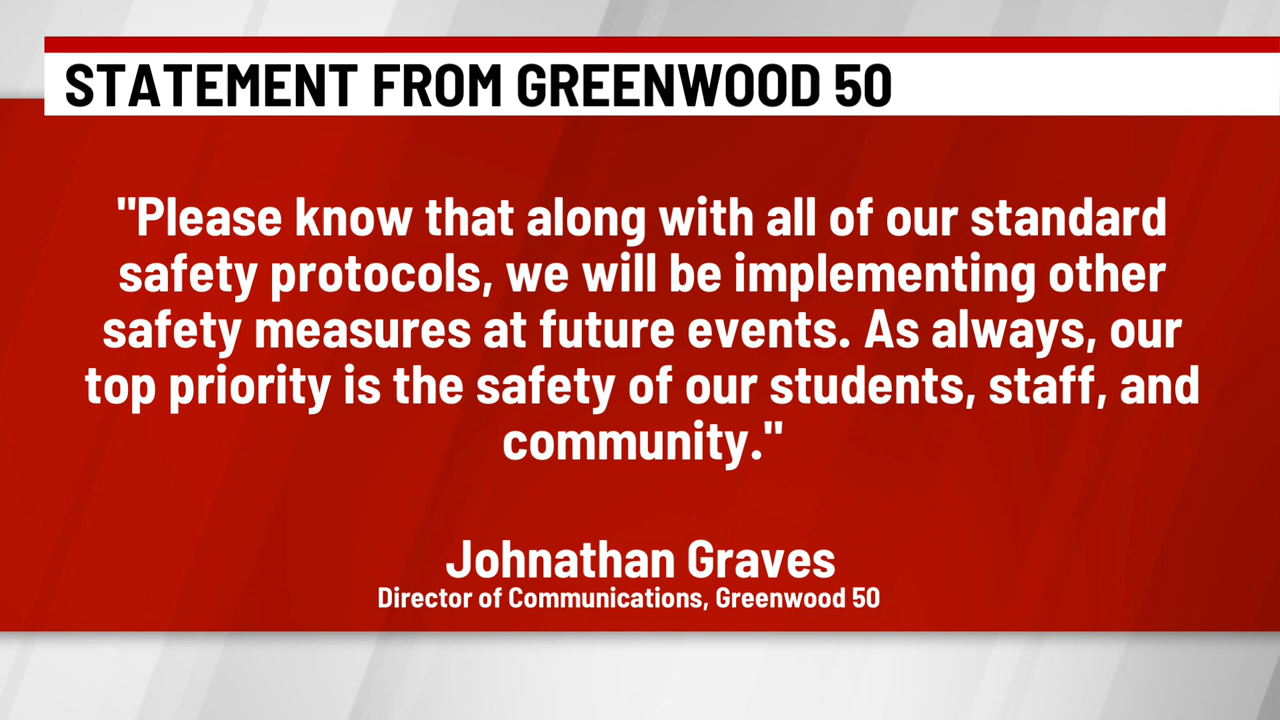 STATEMENT FROM GREENWOOD 50
"Please know that along with all of our standard
safety protocols, we will be implementing other
safety measures at future events. As always, our
top priority is the safety of our students, staff, and
community."
Johnathan Graves
Director of Communications, Greenwood 50